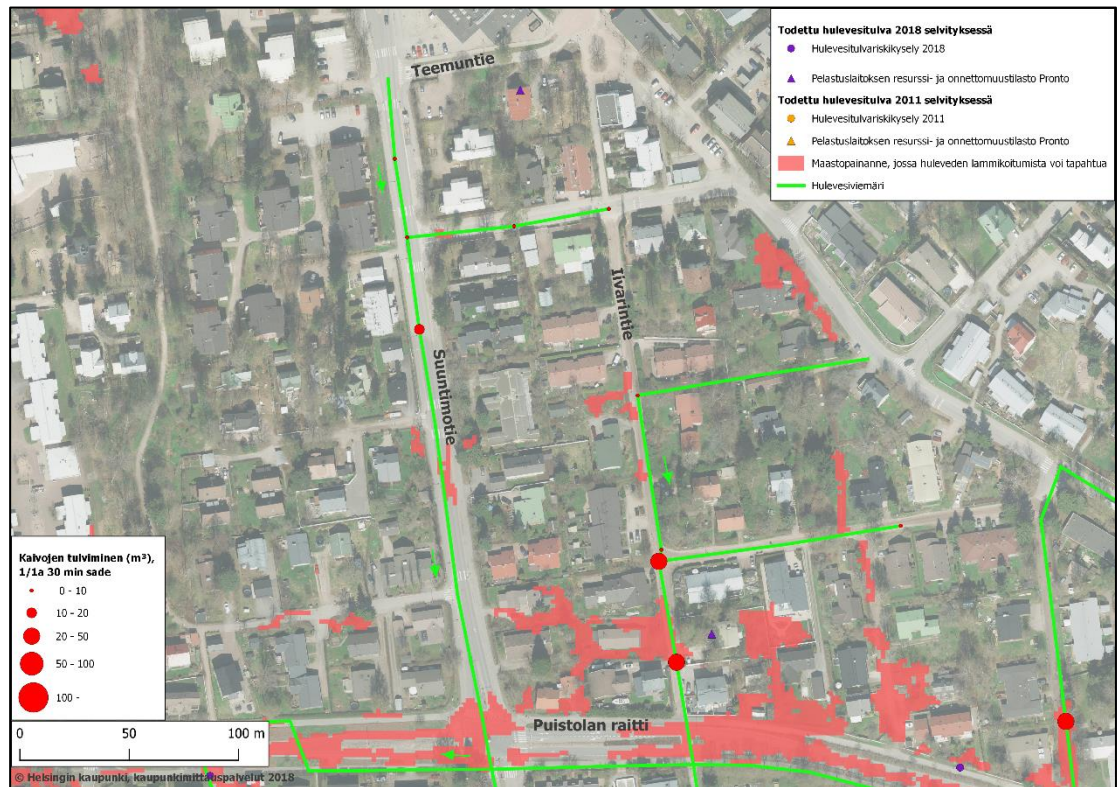 Todettu hulevesitulva 2018 selvityksessä
Hulevesitulvariskikysely 2018
Pelastuslaitoksen resurssi- ja onnettomuustilasto Pronto
Todettu hulevesitulva 2011 selvityksessä
Hulevesitulvariskikysely 2011
Pelastuslaitoksen resurssi- ja onnettomuustilasto Pronto
Maastopainanne, jossa huleveden lammikoitumista voi tapahtua
Hulevesiviemäri
Teemuntie
Iivarintie
Suuntimotie
Puistolan raitti
Kaivojen tulviminen (m³),
1/1a 30 min sade
0 - 10
10 - 20
20 - 50
50 - 100
100 -
0 50 100 m
© Helsingin kaupunki, kaupunkimittauspalvelut 2018